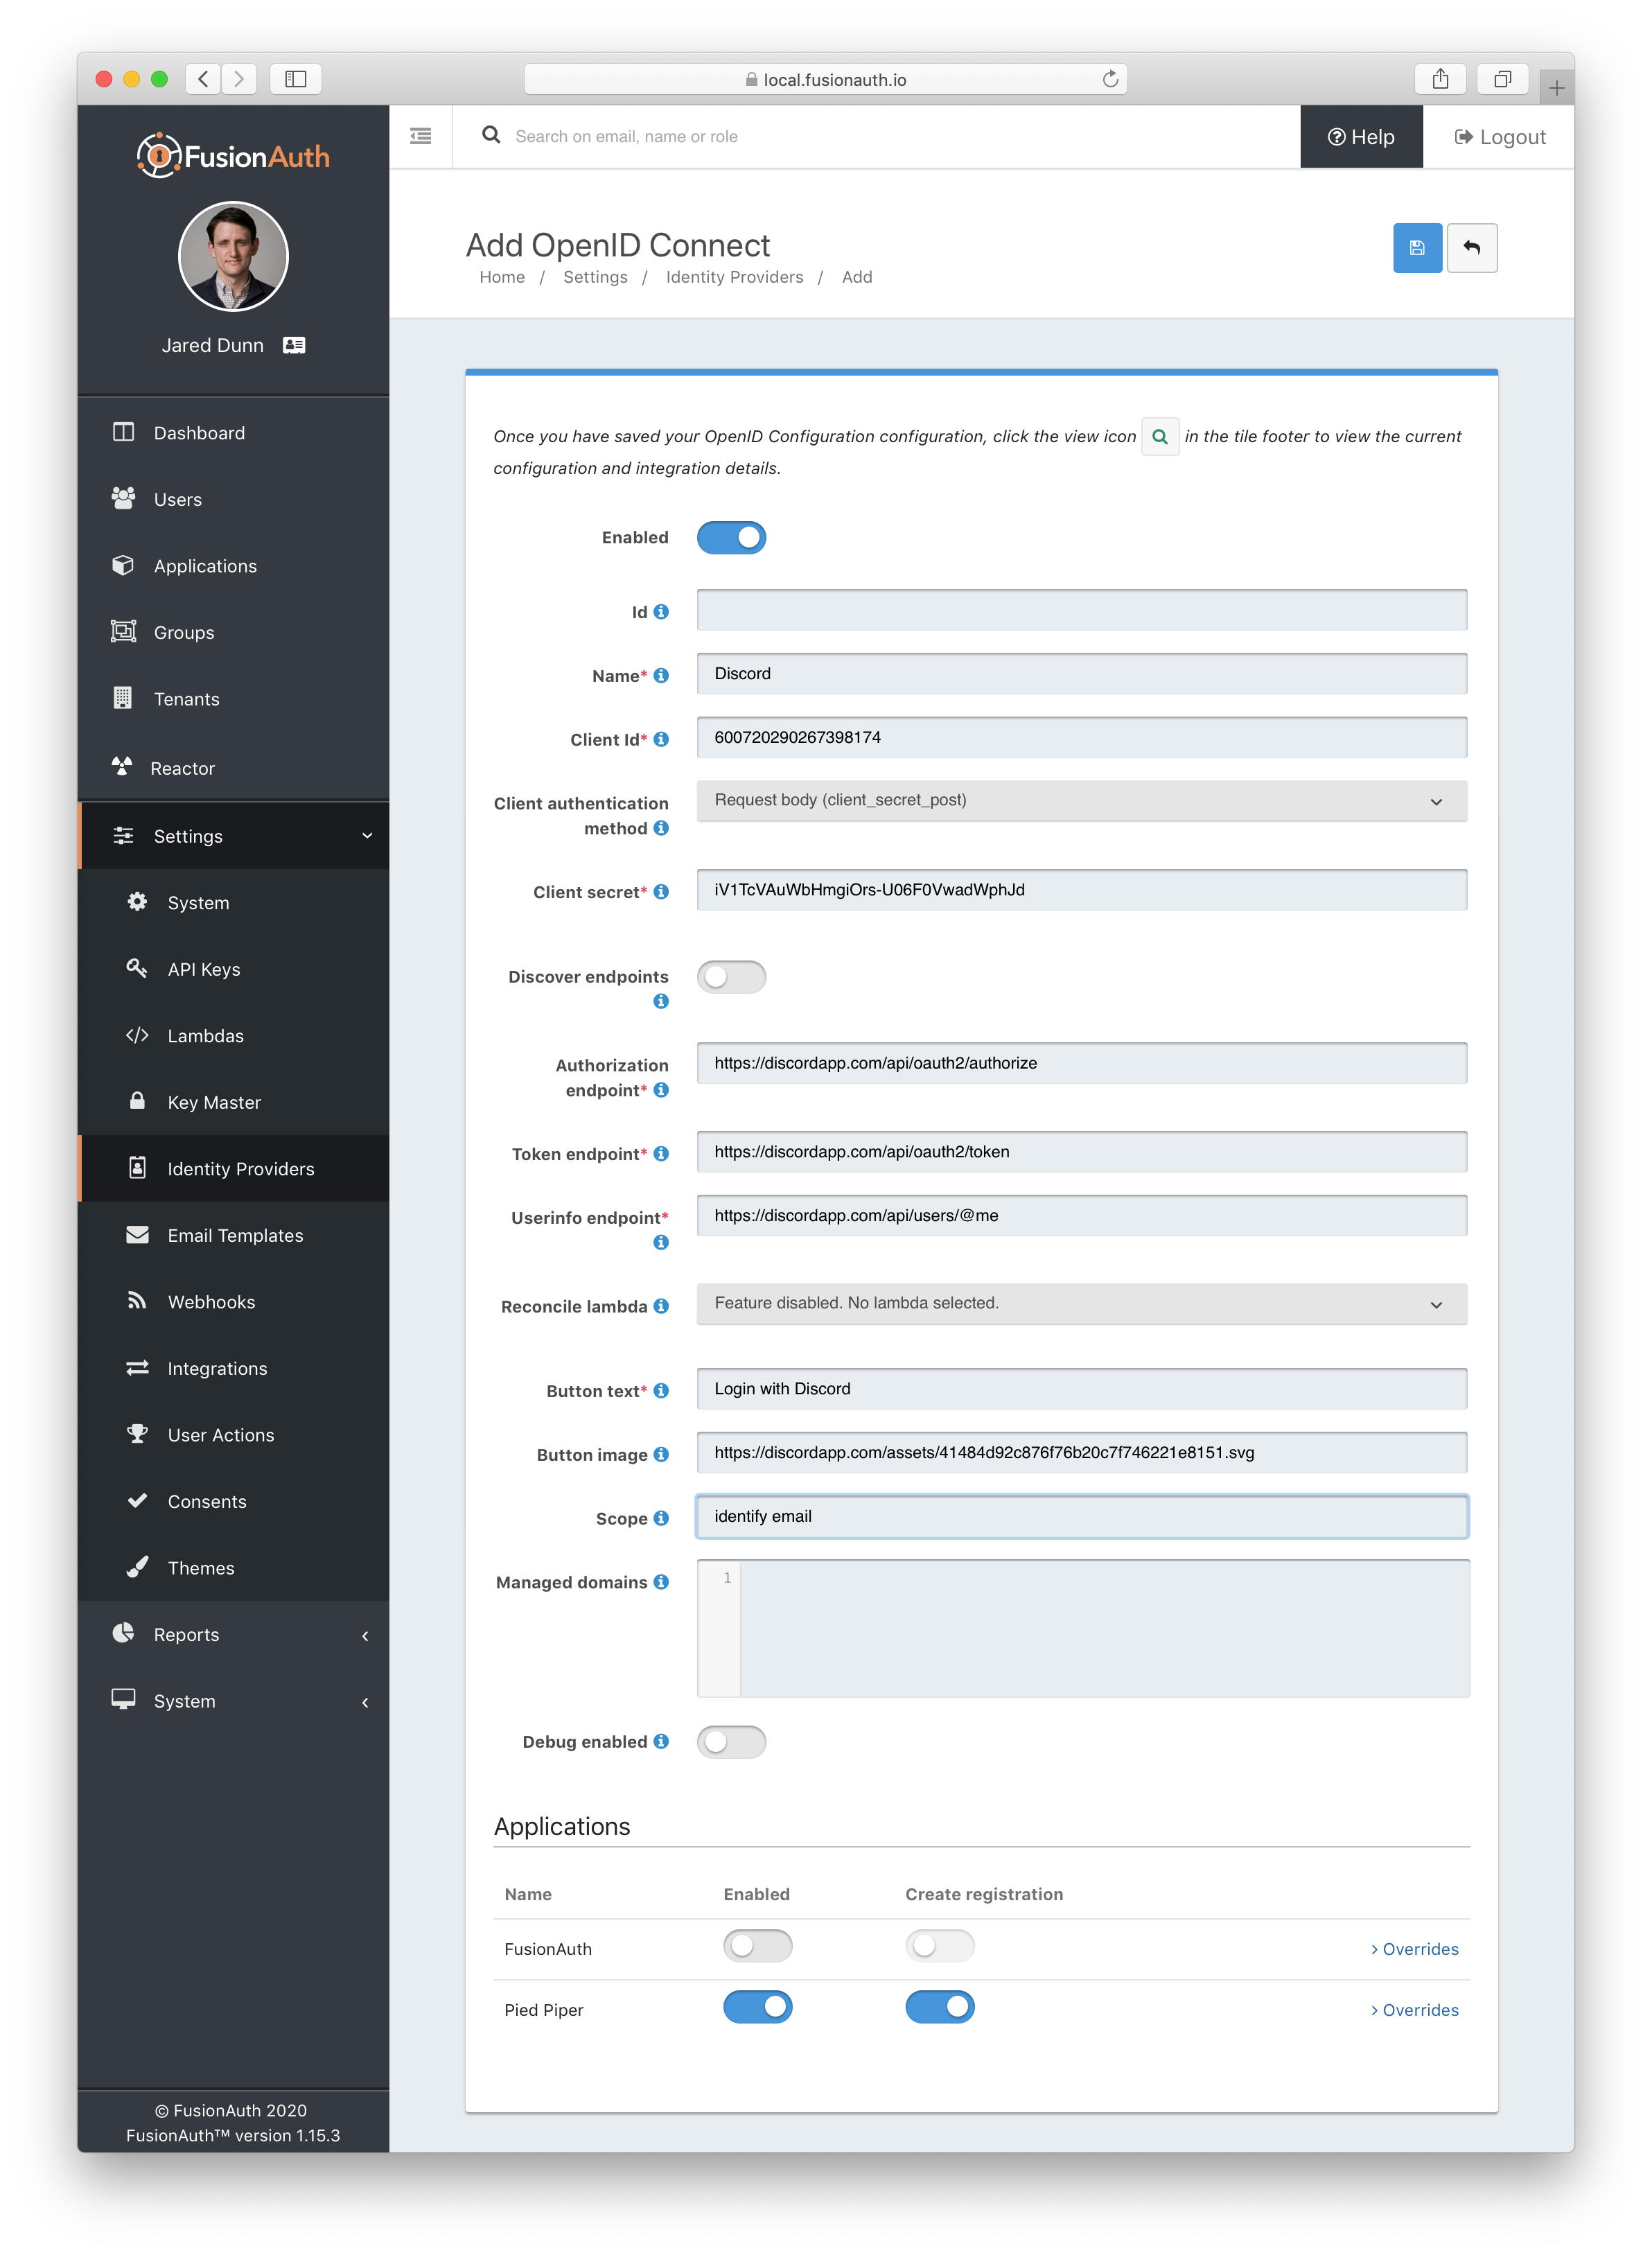 local.fusionauth.io
FusionAuth
Search on email, name or role
Help
Logout
Jared Dunn
Dashboard
Users
Applications
Groups
Tenants
Reactor
Settings
System
API Keys
Lambdas
Key Master
Identity Providers
Email Templates
Webhooks
Integrations
User Actions
Consents
Themes
Reports
System
© FusionAuth 2020
FusionAuth™ version 1.15.3
Add OpenID Connect
Home / Settings / Identity Providers / Add
Once you have saved your OpenID Configuration configuration, click the view icon in the tile footer to view the current
configuration and integration details.
Enabled
Id
Name* Discord
Client Id* 600720290267398174
Client authentication
method
Request body (client_secret_post)
Client secret* iV1TcVAuWbHmgiOrs-U06F0VwadWphJd
Discover endpoints
Authorization
endpoint*
https://discordapp.com/api/oauth2/authorize
Token endpoint* https://discordapp.com/api/oauth2/token
Userinfo endpoint* https://discordapp.com/api/users/@me
Reconcile lambda Feature disabled. No lambda selected.
Button text* Login with Discord
Button image https://discordapp.com/assets/41484d92c876f76b20c7f746221e8151.svg
Scope identify email
Managed domains 1
Debug enabled
Applications
Name Enabled Create registration
FusionAuth Overrides
Pied Piper Overrides